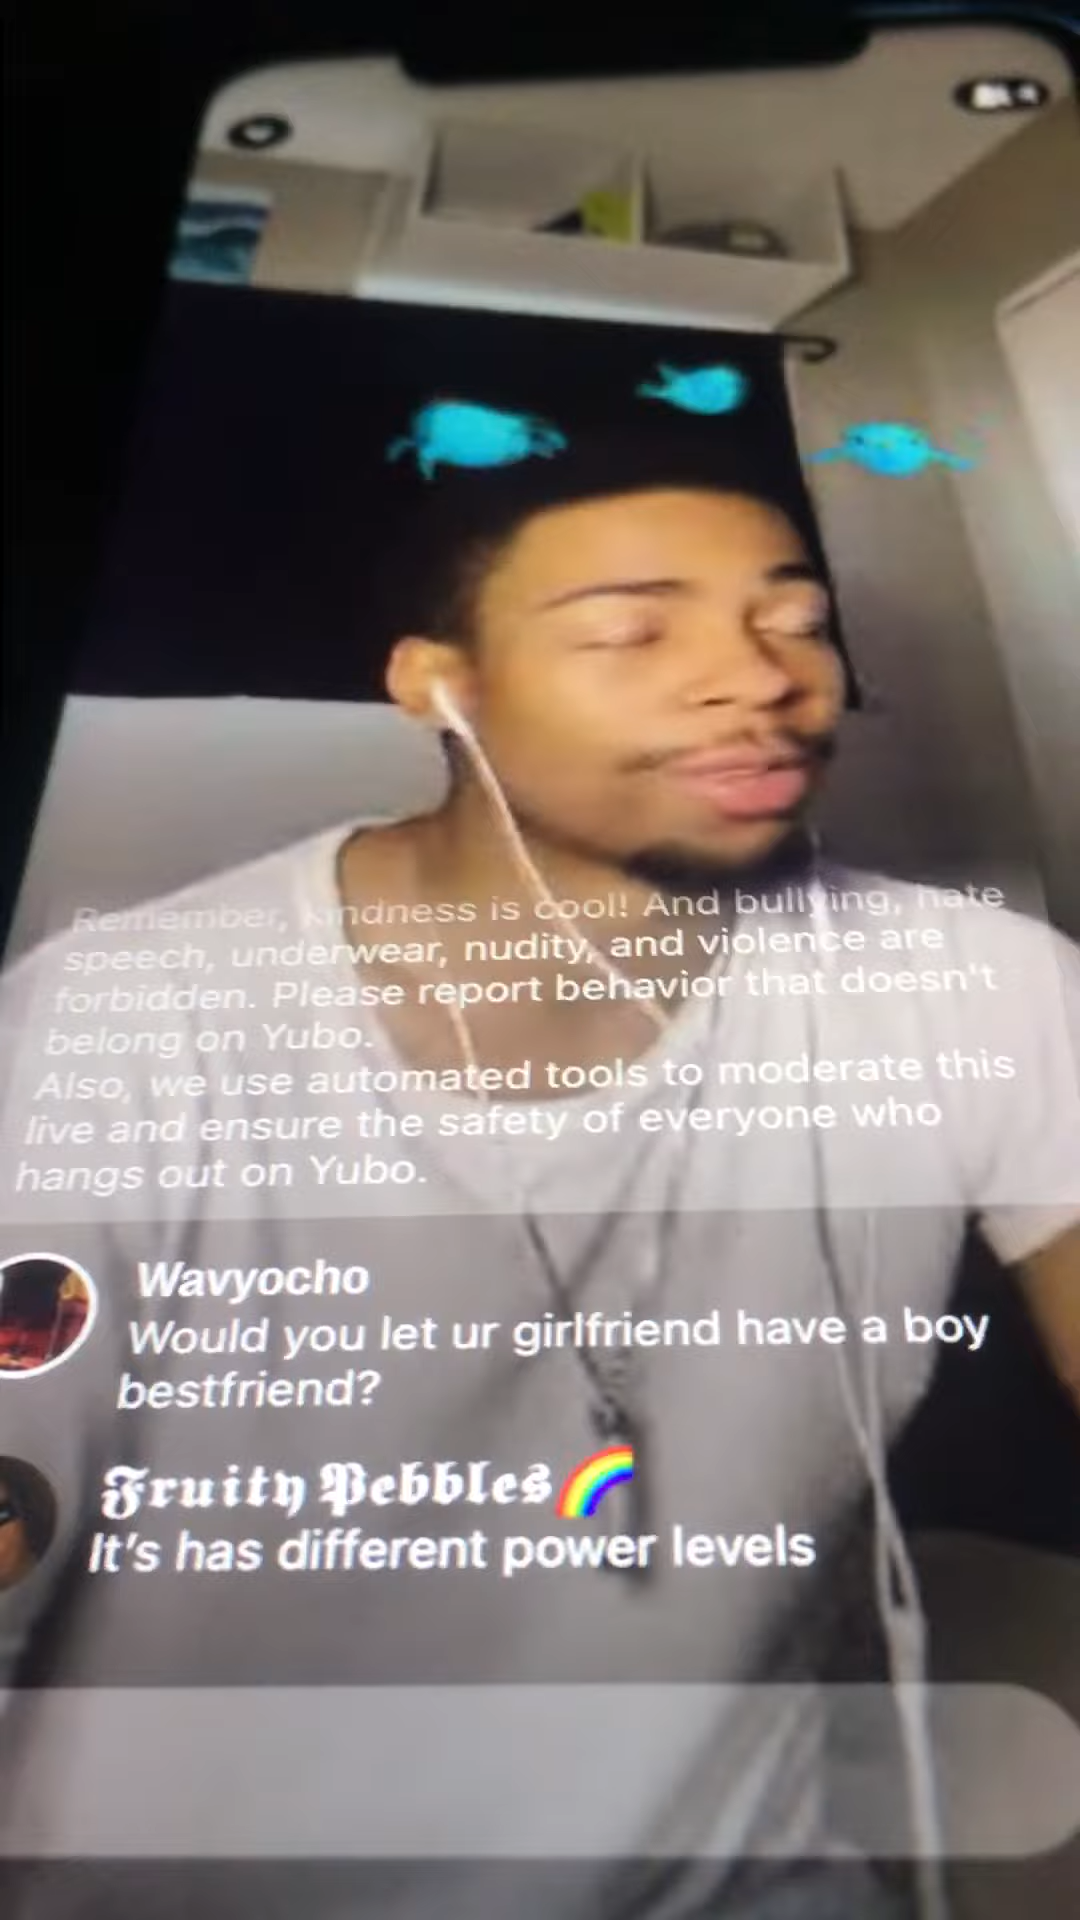 Remember, kindness is cool! And bullying, hate
speech, underwear, nudity, and violence are
forbidden. Please report behavior that doesn't
belong on Yubo.
Also, we use automated tools to moderate this
live and ensure the safety of everyone who
hangs out on Yubo.
Wavyocho
Would you let ur girlfriend have a boy
bestfriend?
𝕱𝖗𝖚𝖎𝖙𝖞 𝕻𝖊𝖇𝖇𝖑𝖊𝖘🌈
It's has different power levels